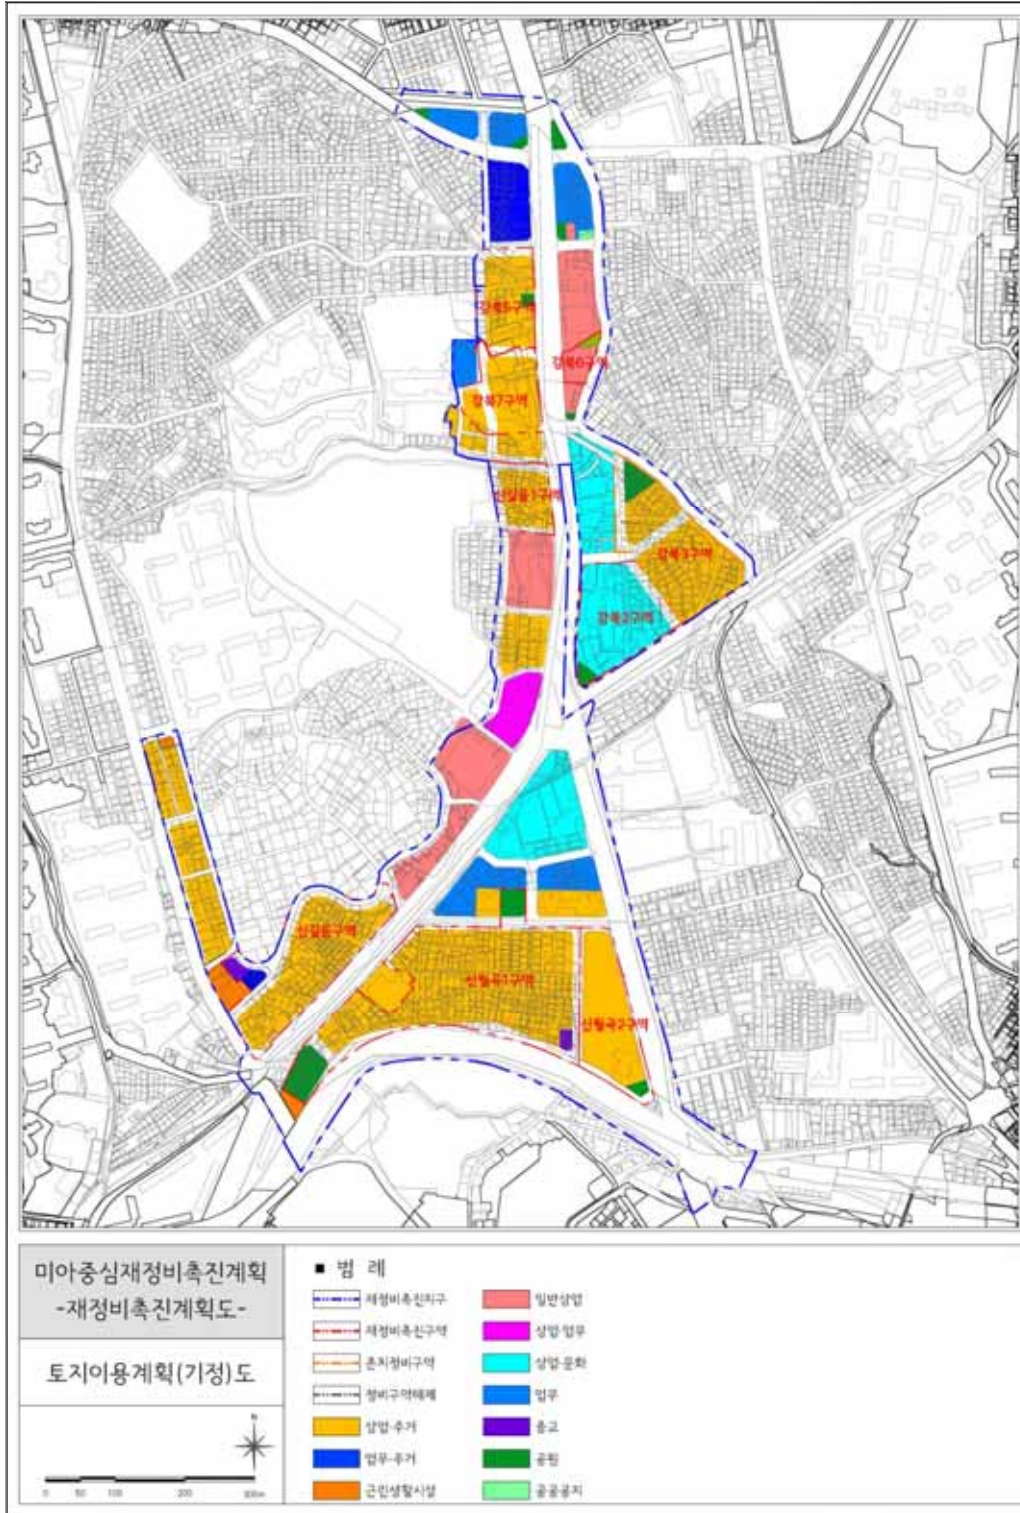 강북5구역
강북6구역
강북7구역
신길음1구역
강북3구역
강북2구역
신길음구역
신월곡1구역
신월곡2구역
미아중심재정비촉진계획
-재정비촉진계획도-
토지이용계획(기정)도
N
0 50 100 200 300m
■ 범 례
재정비촉진지구
재정비촉진구역
존치정비구역
정비구역해제
상업·주거
업무·주거
근린생활시설
일반상업
상업·업무
상업·문화
업무
종교
공원
공공공지